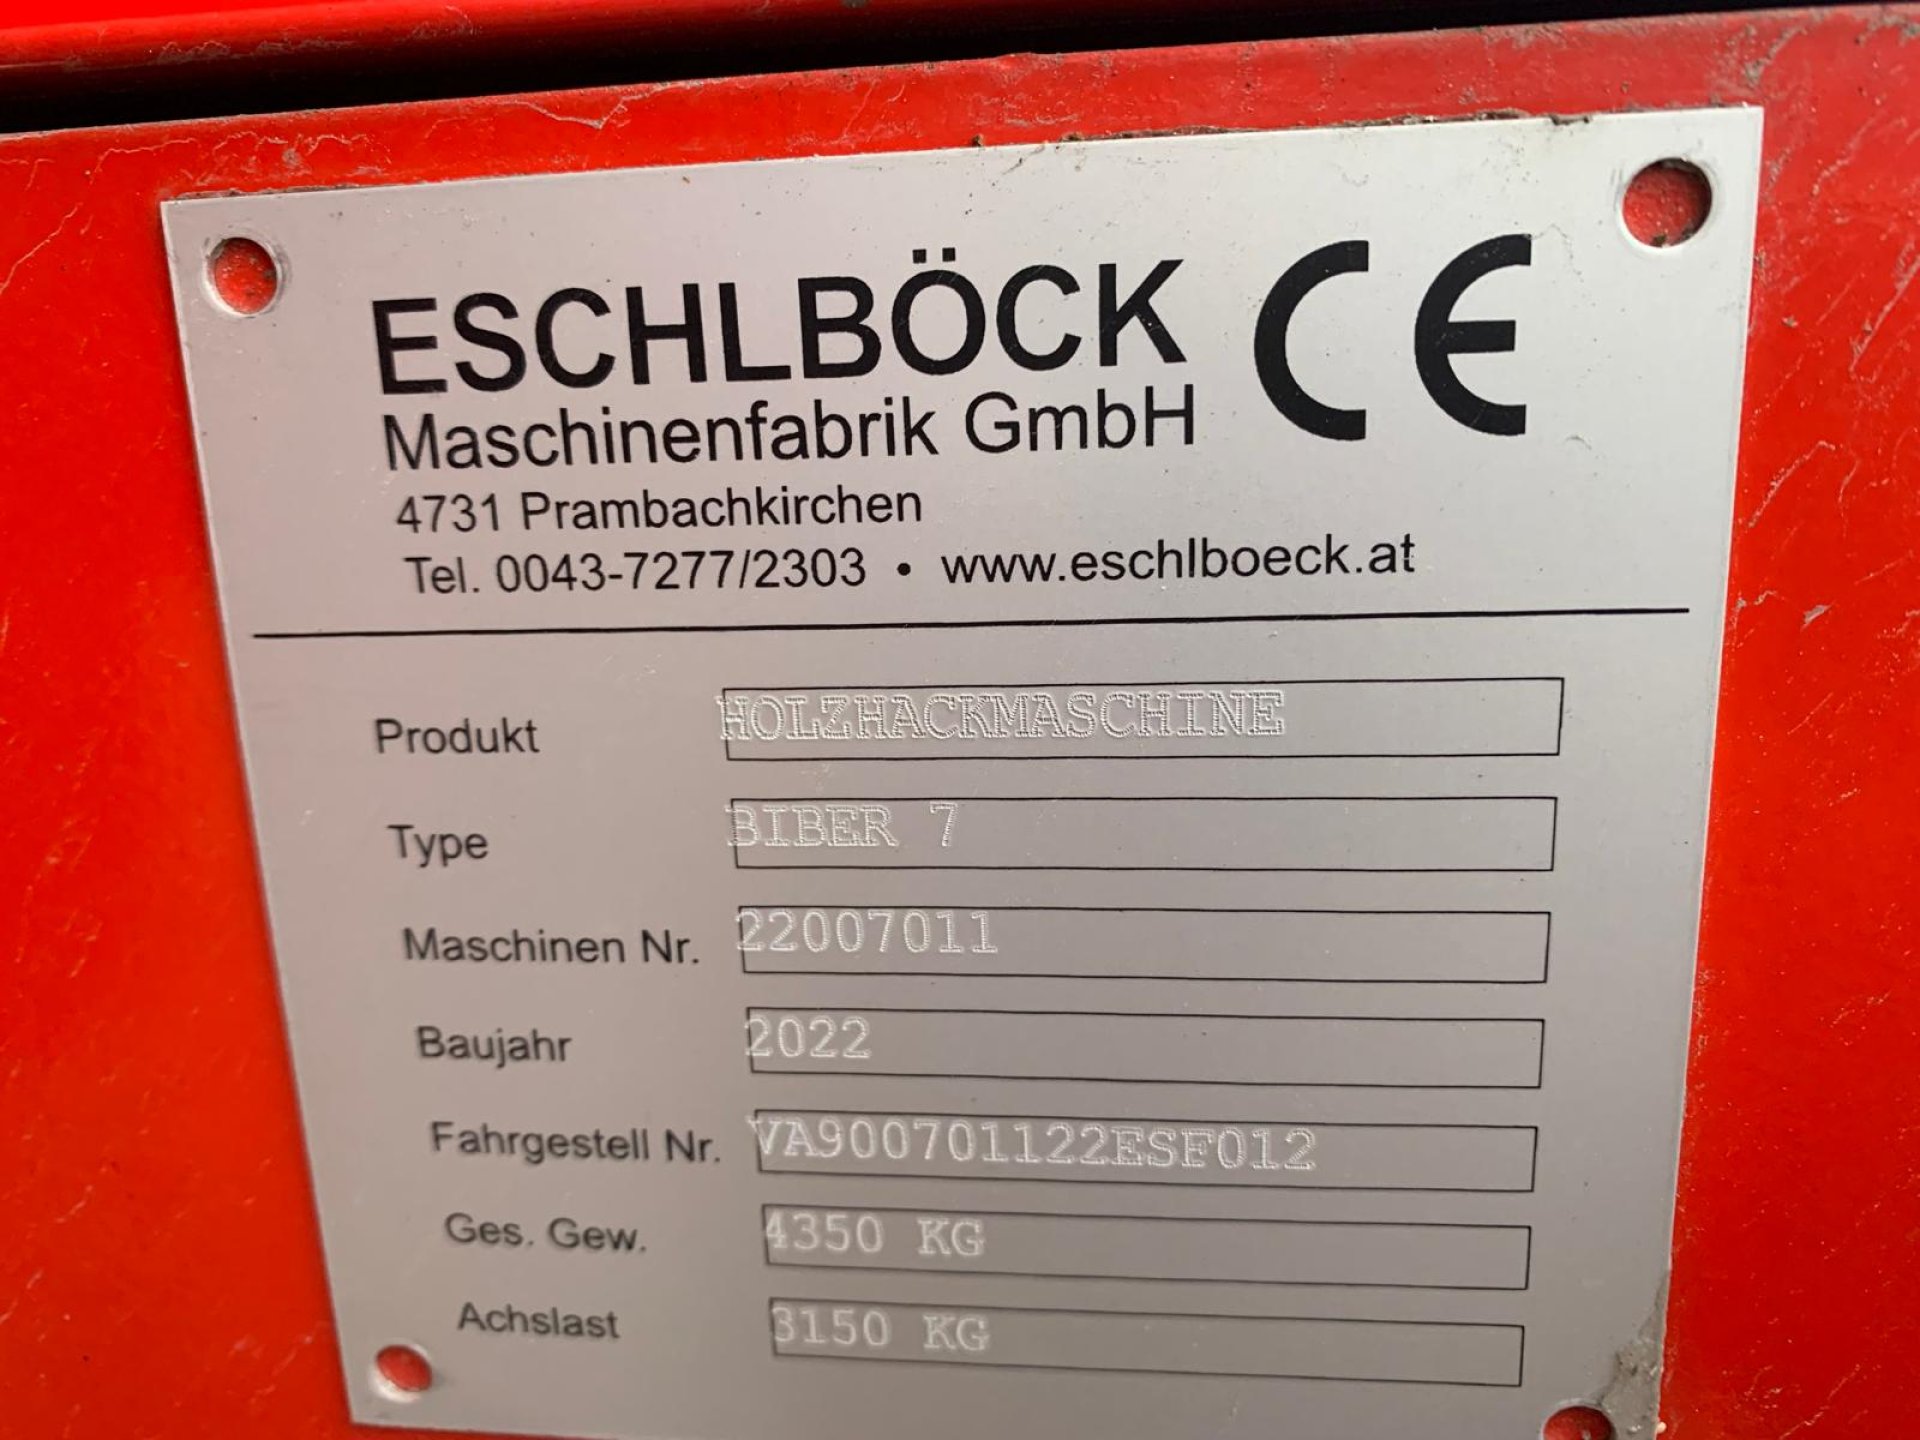 ESCHLBÖCK CE
Maschinenfabrik GmbH
4731 Prambachkirchen
Tel. 0043-7277/2303 • www.eschlboeck.at
Produkt HOLZHACKMASCHINE
Type BIBER 7
Maschinen Nr. 22007011
Baujahr 2022
Fahrgestell Nr. VA900701122ESF012
Ges. Gew. 4350 KG
Achslast 3150 KG